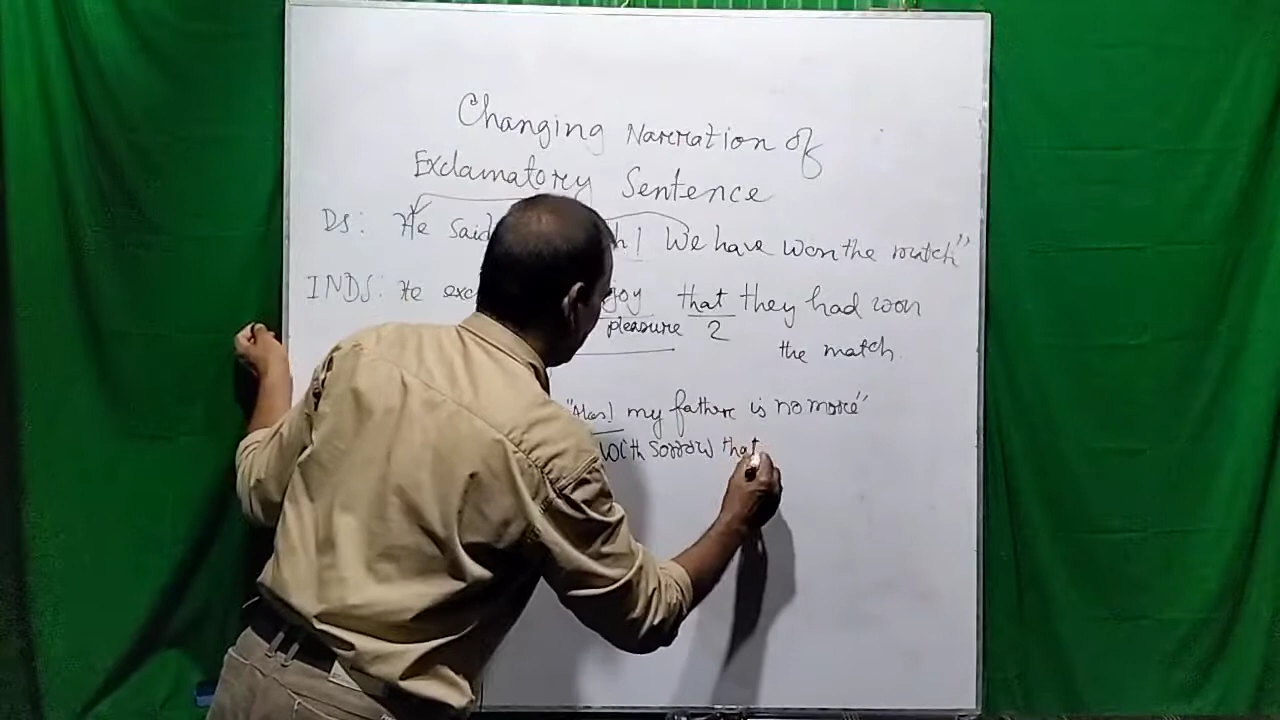 Changing Narration of
Exclamatory Sentence
DS: He said h! We have won the match"
INDS: He exc joy that they had won
pleasure 2 the match.
"Alas! my father is no more"
with sorrow that